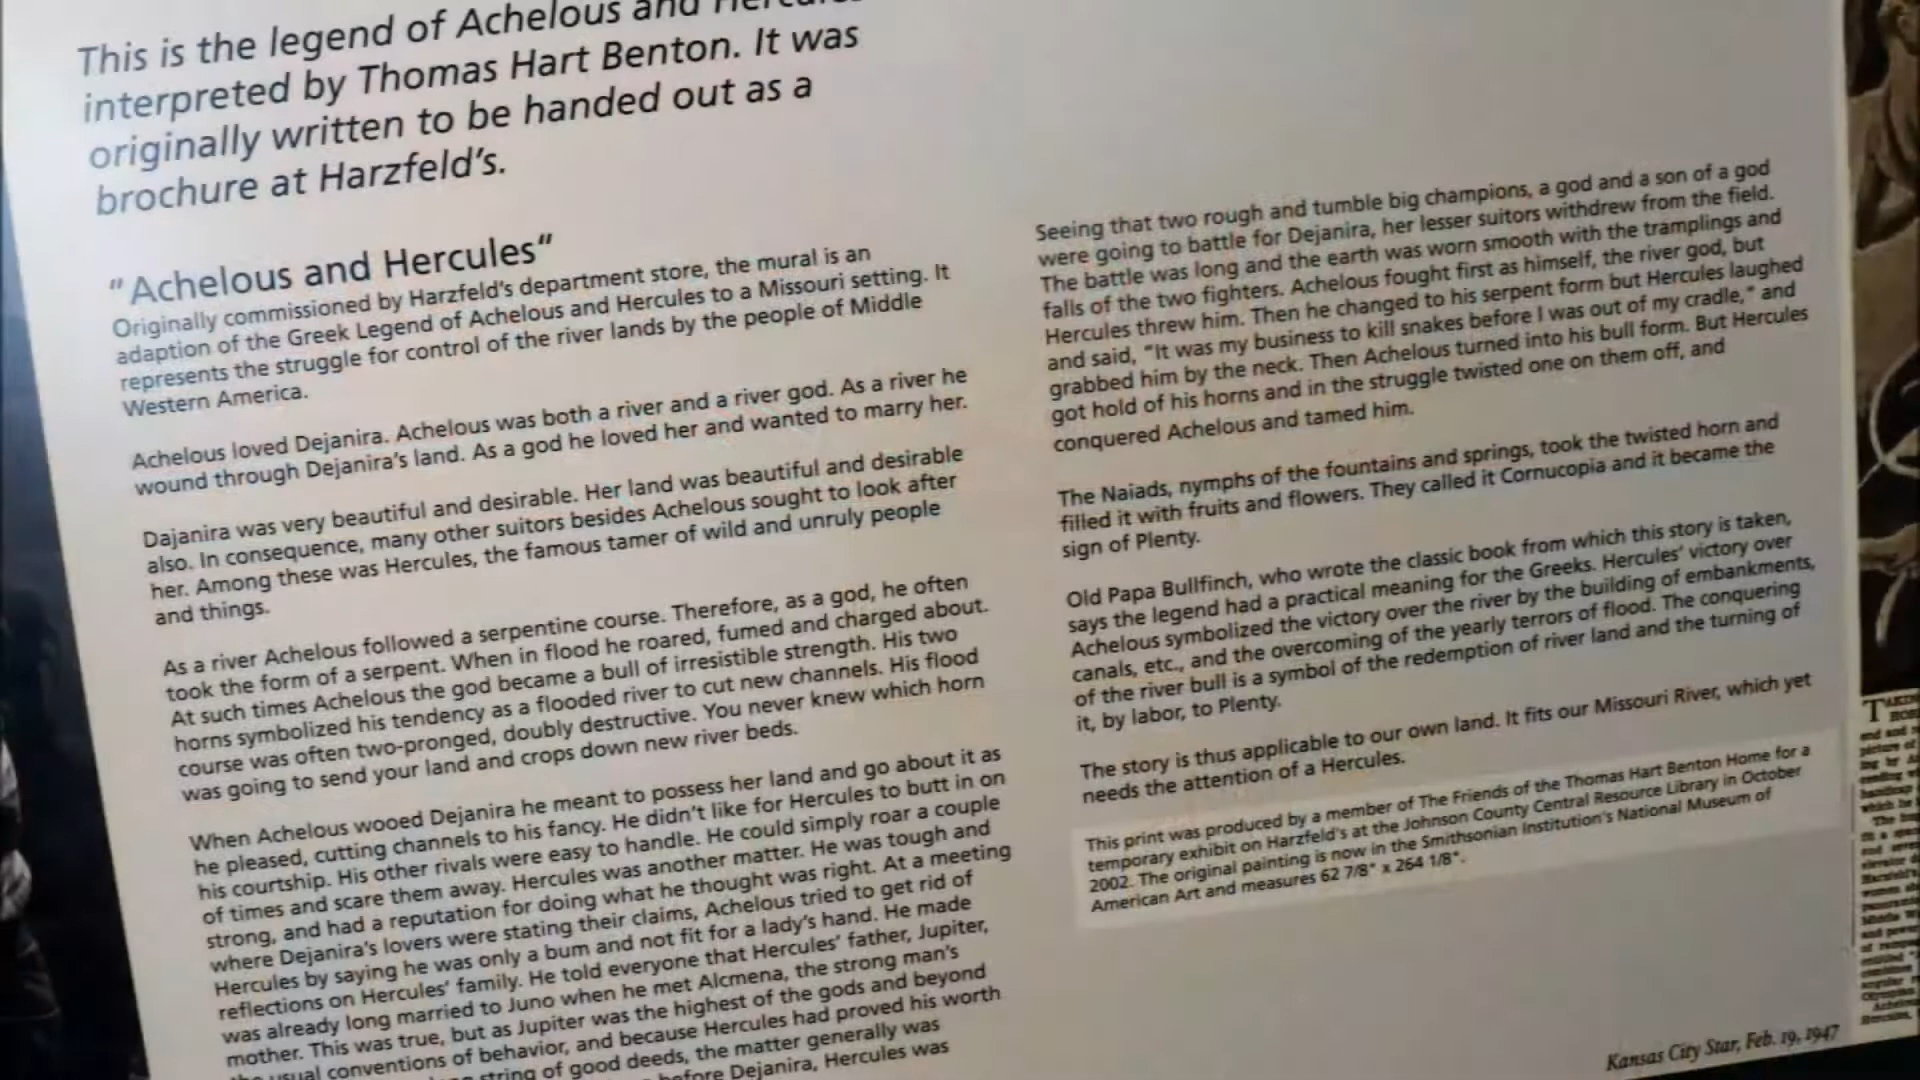 This is the legend of Achelous and
interpreted by Thomas Hart Benton. It was
originally written to be handed out as a
brochure at Harzfeld's.
"Achelous and Hercules"
Originally commissioned by Harzfeld's department store, the mural is an
adaption of the Greek Legend of Achelous and Hercules to a Missouri setting. It
represents the struggle for control of the river lands by the people of Middle
Western America.
Achelous loved Dejanira. Achelous was both a river and a river god. As a river he
wound through Dejanira's land. As a god he loved her and wanted to marry her.
Dajanira was very beautiful and desirable. Her land was beautiful and desirable
also. In consequence, many other suitors besides Achelous sought to look after
her. Among these was Hercules, the famous tamer of wild and unruly people
and things.
As a river Achelous followed a serpentine course. Therefore, as a god, he often
took the form of a serpent. When in flood he roared, fumed and charged about.
At such times Achelous the god became a bull of irresistible strength. His two
horns symbolized his tendency as a flooded river to cut new channels. His flood
course was often two-pronged, doubly destructive. You never knew which horn
was going to send your land and crops down new river beds.
When Achelous wooed Dejanira he meant to possess her land and go about it as
he pleased, cutting channels to his fancy. He didn't like for Hercules to butt in on
his courtship. His other rivals were easy to handle. He could simply roar a couple
of times and scare them away. Hercules was another matter. He was tough and
strong, and had a reputation for doing what he thought was right. At a meeting
where Dejanira's lovers were stating their claims, Achelous tried to get rid of
Hercules by saying he was only a bum and not fit for a lady's hand. He made
reflections on Hercules' family. He told everyone that Hercules' father, Jupiter,
was already long married to Juno when he met Alcmena, the strong man's
mother. This was true, but as Jupiter was the highest of the gods and beyond
usual conventions of behavior, and because Hercules had proved his worth
string of good deeds, the matter generally was
before Dejanira, Hercules was
Seeing that two rough and tumble big champions, a god and a son of a god
were going to battle for Dejanira, her lesser suitors withdrew from the field.
The battle was long and the earth was worn smooth with the tramplings and
falls of the two fighters. Achelous fought first as himself, the river god, but
Hercules threw him. Then he changed to his serpent form but Hercules laughed
and said, "It was my business to kill snakes before I was out of my cradle," and
grabbed him by the neck. Then Achelous turned into his bull form. But Hercules
got hold of his horns and in the struggle twisted one on them off, and
conquered Achelous and tamed him.
The Naiads, nymphs of the fountains and springs, took the twisted horn and
filled it with fruits and flowers. They called it Cornucopia and it became the
sign of Plenty.
Old Papa Bullfinch, who wrote the classic book from which this story is taken,
says the legend had a practical meaning for the Greeks. Hercules' victory over
Achelous symbolized the victory over the river by the building of embankments,
canals, etc., and the overcoming of the yearly terrors of flood. The conquering
of the river bull is a symbol of the redemption of river land and the turning of
it, by labor, to Plenty.
The story is thus applicable to our own land. It fits our Missouri River, which yet
needs the attention of a Hercules.
This print was produced by a member of The Friends of the Thomas Hart Benton Home for a
temporary exhibit on Harzfeld's at the Johnson County Central Resource Library in October
2002. The original painting is now in the Smithsonian Institution's National Museum of
American Art and measures 62 7/8" x 264 1/8".
Kansas City Star, Feb. 19, 1947